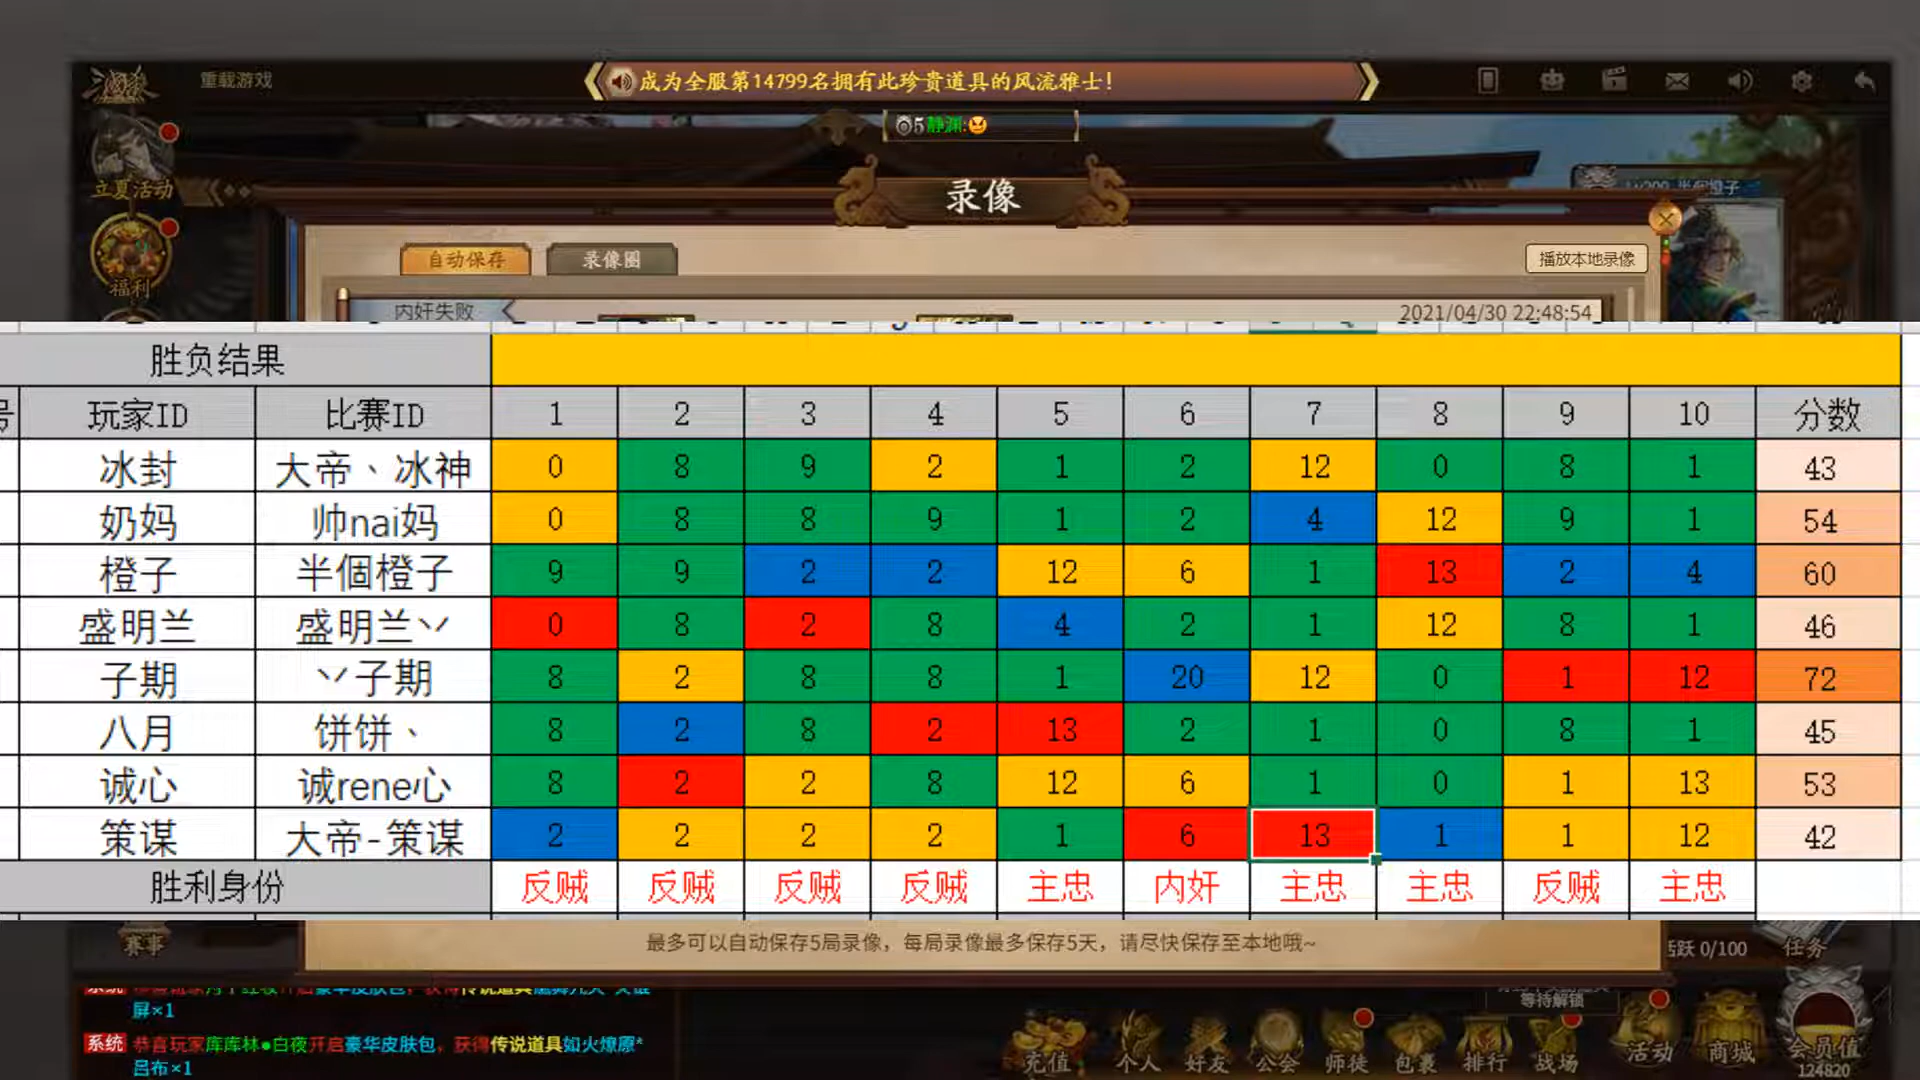 重载游戏
成为全服第14799名拥有此珍贵道具的风流雅士!
5静渊:
立夏活动
录像
福利
自动保存
录像圈
播放本地录像
内奸失败
2021/04/30 22:48:54
胜负结果
号 玩家ID 比赛ID 1 2 3 4 5 6 7 8 9 10 分数
冰封 大帝丶冰神 0 8 9 2 1 2 12 0 8 1 43
奶妈 帅nai妈 0 8 8 9 1 2 4 12 9 1 54
橙子 半個橙子 9 9 2 2 12 6 1 13 2 4 60
盛明兰 盛明兰丷 0 8 2 8 4 2 1 12 8 1 46
子期 丷子期 8 2 8 8 1 20 12 0 1 12 72
八月 饼饼丶 8 2 8 2 13 2 1 0 8 1 45
诚心 诚rene心 8 2 2 8 12 6 1 0 1 13 53
策谋 大帝-策谋 2 2 2 2 1 6 13 1 1 12 42
胜利身份 反贼 反贼 反贼 反贼 主忠 内奸 主忠 主忠 反贼 主忠
赛事
最多可以自动保存5局录像，每局录像最多保存5天，请尽快保存至本地哦~
活跃 0/100
任务
屏×1
等待解锁
系统 恭喜玩家库库林●白夜开启豪华皮肤包，获得传说道具如火燎原*
吕布×1
充值 个人 好友 公会 师徒 包裹 排行 战场 活动 商城 会员值
124820